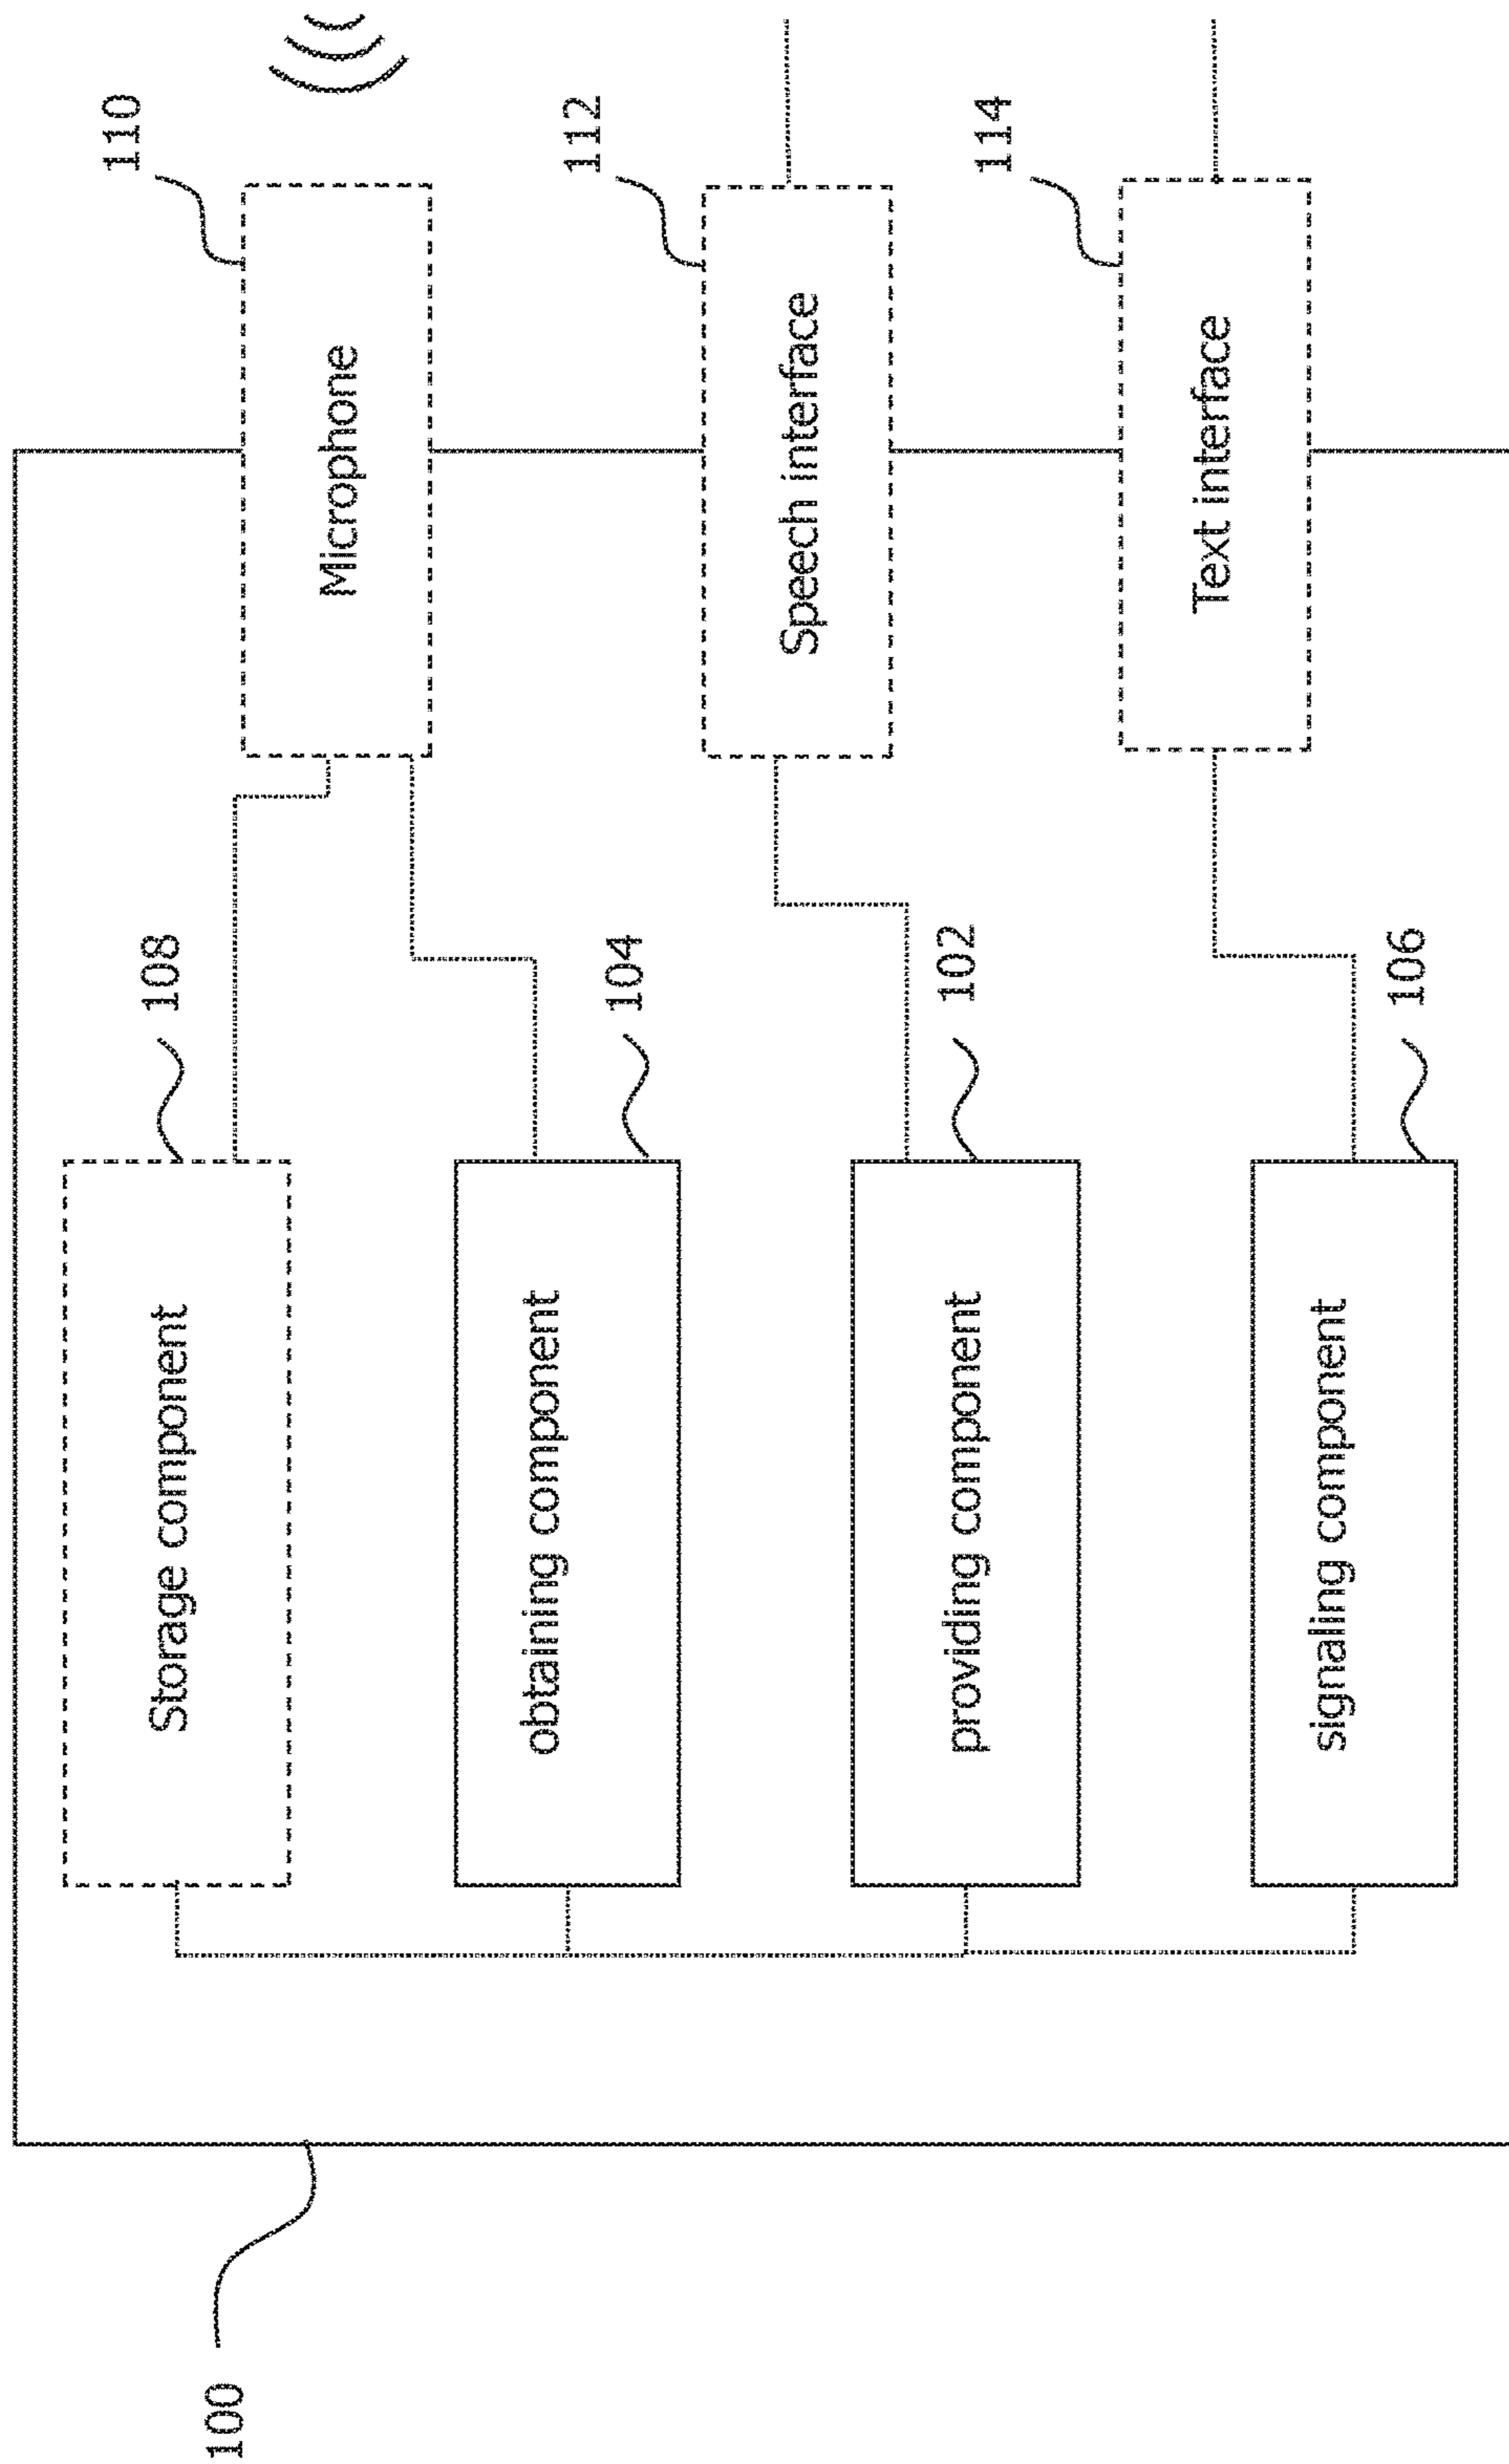 100
108
Storage component
110
Microphone
104
obtaining component
112
Speech interface
102
providing component
114
Text interface
106
signaling component